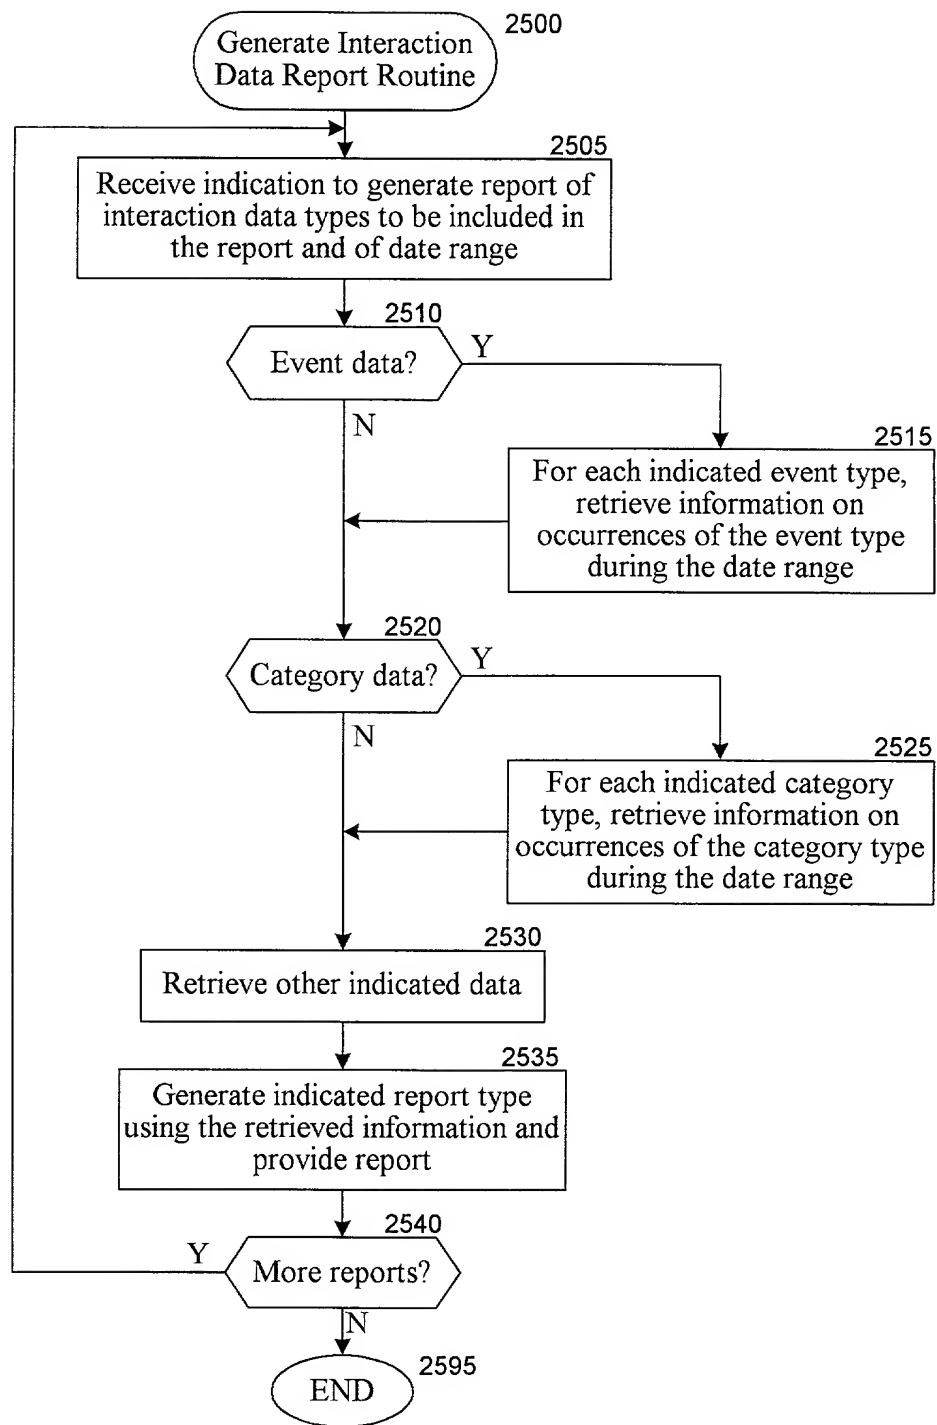 2500
Generate Interaction
Data Report Routine
2505
Receive indication to generate report of
interaction data types to be included in
the report and of date range
2510
Event data?
Y
N
2515
For each indicated event type,
retrieve information on
occurrences of the event type
during the date range
2520
Category data?
Y
N
2525
For each indicated category
type, retrieve information on
occurrences of the category type
during the date range
2530
Retrieve other indicated data
2535
Generate indicated report type
using the retrieved information and
provide report
2540
More reports?
Y
N
2595
END